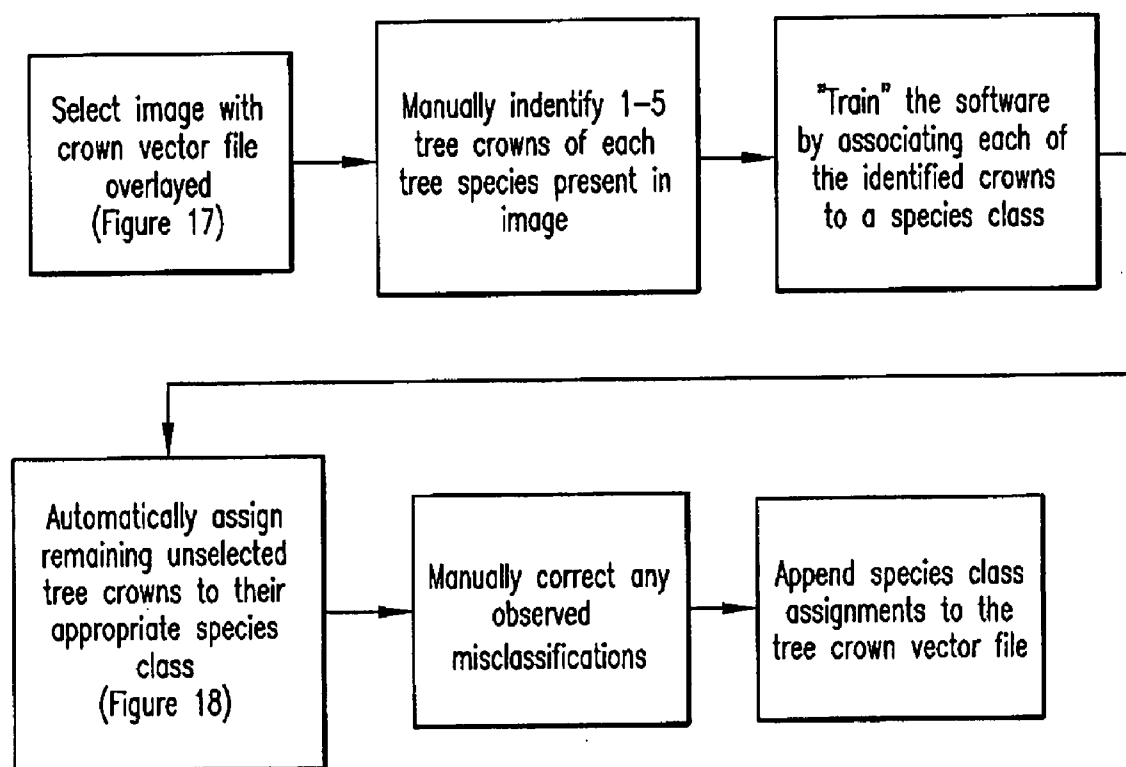 Select image with
crown vector file
overlayed
(Figure 17)
Manually indentify 1-5
tree crowns of each
tree species present in
image
"Train" the software
by associating each of
the identified crowns
to a species class
Automatically assign
remaining unselected
tree crowns to their
appropriate species
class
(Figure 18)
Manually correct any
observed
misclassifications
Append species class
assignments to the
tree crown vector file